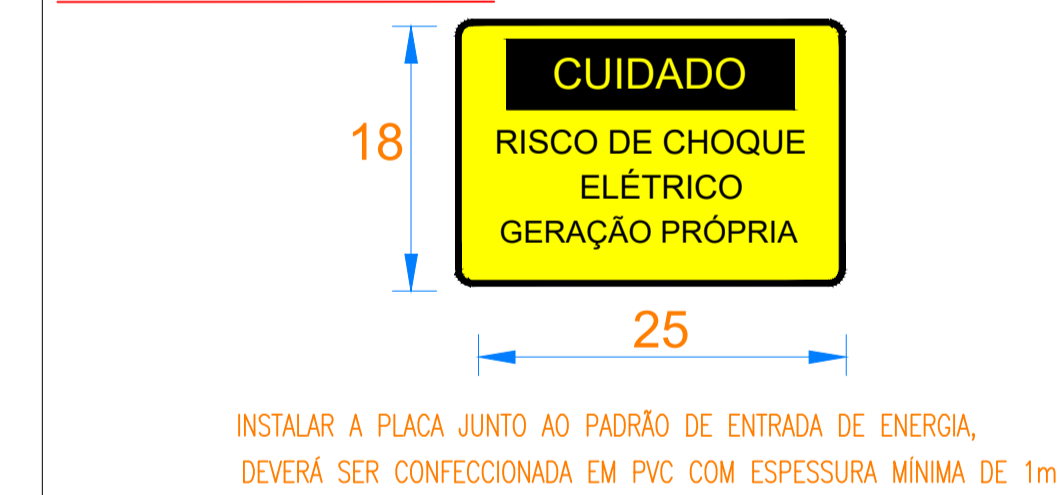 CUIDADO
RISCO DE CHOQUE
ELÉTRICO
GERAÇÃO PRÓPRIA
18
25
INSTALAR A PLACA JUNTO AO PADRÃO DE ENTRADA DE ENERGIA,
DEVERÁ SER CONFECCIONADA EM PVC COM ESPESSURA MÍNIMA DE 1m